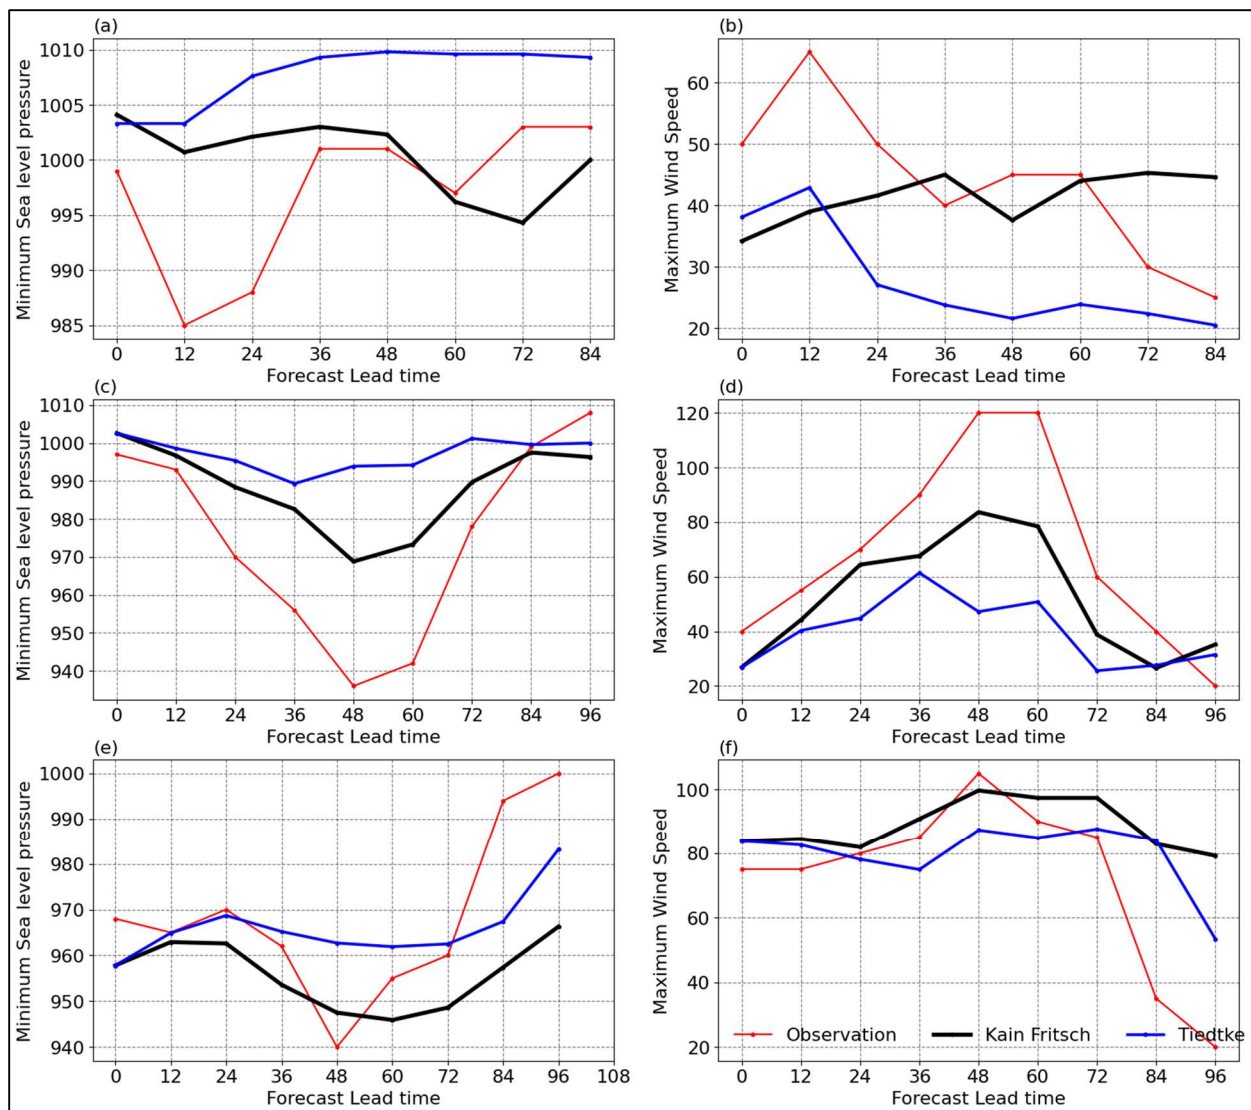 (a)
Minimum Sea level pressure
1010
1005
1000
995
990
985
0 12 24 36 48 60 72 84
Forecast Lead time
(b)
Maximum Wind Speed
60
50
40
30
20
0 12 24 36 48 60 72 84
Forecast Lead time
(c)
Minimum Sea level pressure
1010
1000
990
980
970
960
950
940
0 12 24 36 48 60 72 84 96
Forecast Lead time
(d)
Maximum Wind Speed
120
100
80
60
40
20
0 12 24 36 48 60 72 84 96
Forecast Lead time
(e)
Minimum Sea level pressure
1000
990
980
970
960
950
940
0 12 24 36 48 60 72 84 96 108
Forecast Lead time
(f)
Maximum Wind Speed
100
80
60
40
20
Observation Kain Fritsch Tiedtke
0 12 24 36 48 60 72 84 96
Forecast Lead time